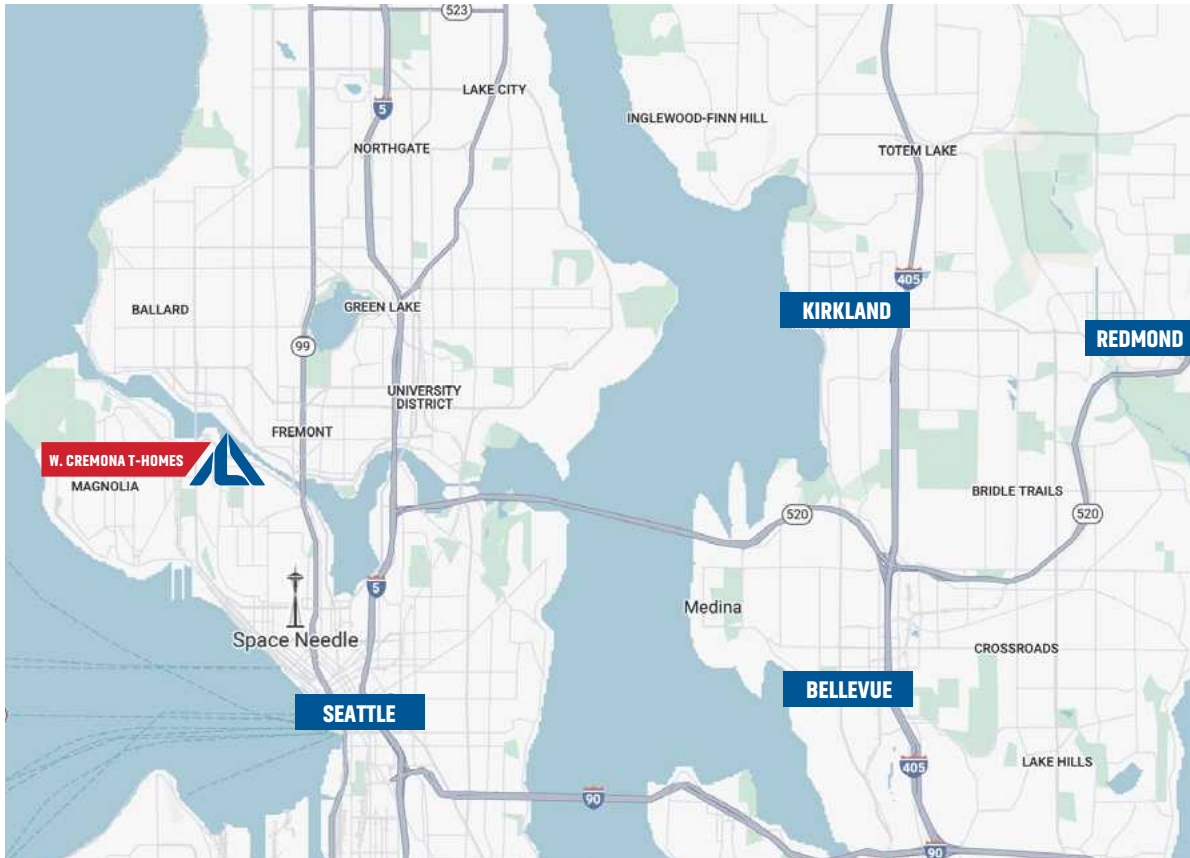 523
LAKE CITY
5
INGLEWOOD-FINN HILL
NORTHGATE
TOTEM LAKE
405
BALLARD
GREEN LAKE
KIRKLAND
REDMOND
99
UNIVERSITY
DISTRICT
FREMONT
W. CREMONA T-HOMES
MAGNOLIA
BRIDLE TRAILS
520
520
5
Medina
Space Needle
CROSSROADS
BELLEVUE
SEATTLE
LAKE HILLS
405
90
90